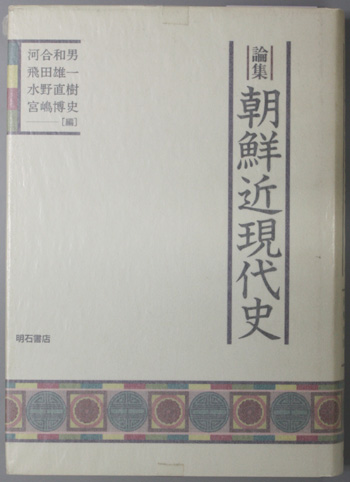 論集
朝鮮近現代史
河合和男
飛田雄一
水野直樹
宮嶋博史
[編]
明石書店